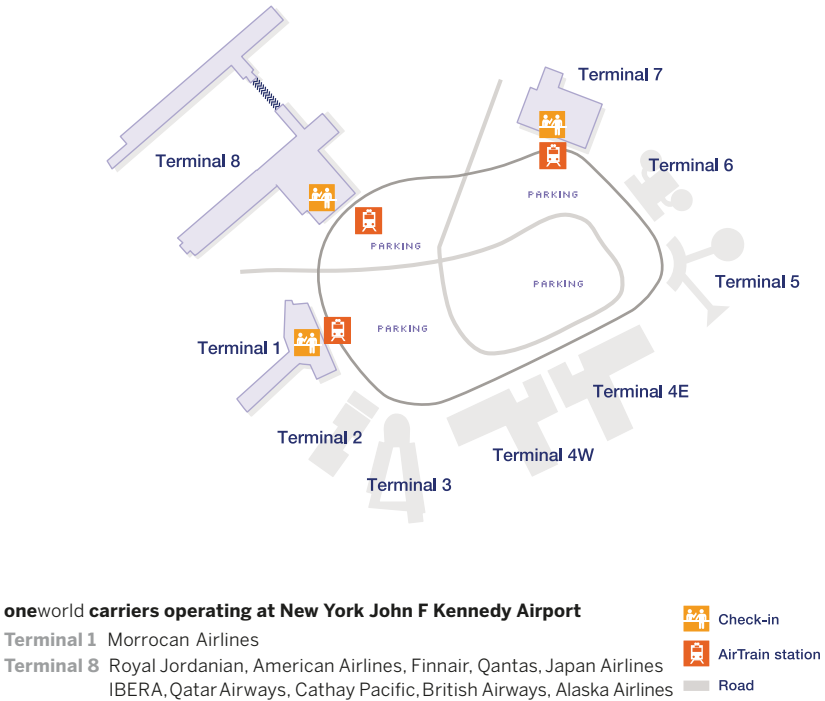 Terminal 7
Terminal 8
Terminal 6
PARKING
PARKING
Terminal 5
PARKING
PARKING
Terminal 1
Terminal 4E
Terminal 2
Terminal 4W
Terminal 3
oneworld carriers operating at New York John F Kennedy Airport
Terminal 1 Morrocan Airlines
Terminal 8 Royal Jordanian, American Airlines, Finnair, Qantas, Japan Airlines
IBERA, Qatar Airways, Cathay Pacific, British Airways, Alaska Airlines
Check-in
AirTrain station
Road